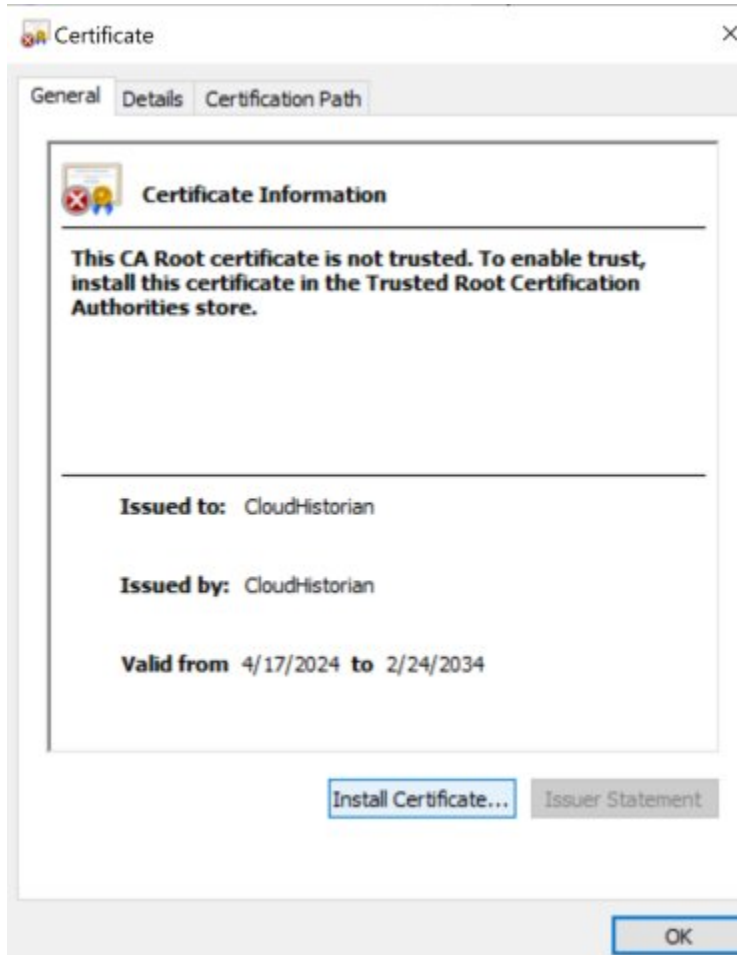 Certificate
General Details Certification Path
Certificate Information
This CA Root certificate is not trusted. To enable trust,
install this certificate in the Trusted Root Certification
Authorities store.
Issued to: CloudHistorian
Issued by: CloudHistorian
Valid from 4/17/2024 to 2/24/2034
Install Certificate... Issuer Statement
OK